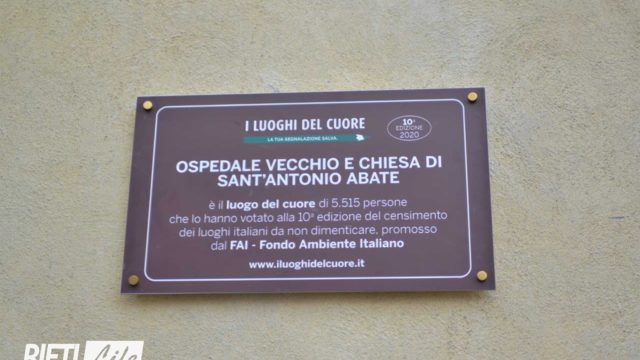 I LUOGHI DEL CUORE
LA TUA SEGNALAZIONE SALVA.
10ª
EDIZIONE
2020
OSPEDALE VECCHIO E CHIESA DI
SANT'ANTONIO ABATE
è il luogo del cuore di 5.515 persone
che lo hanno votato alla 10ª edizione del censimento
dei luoghi italiani da non dimenticare, promosso
dal FAI - Fondo Ambiente Italiano
www.iluoghidelcuore.it
RIETI Life